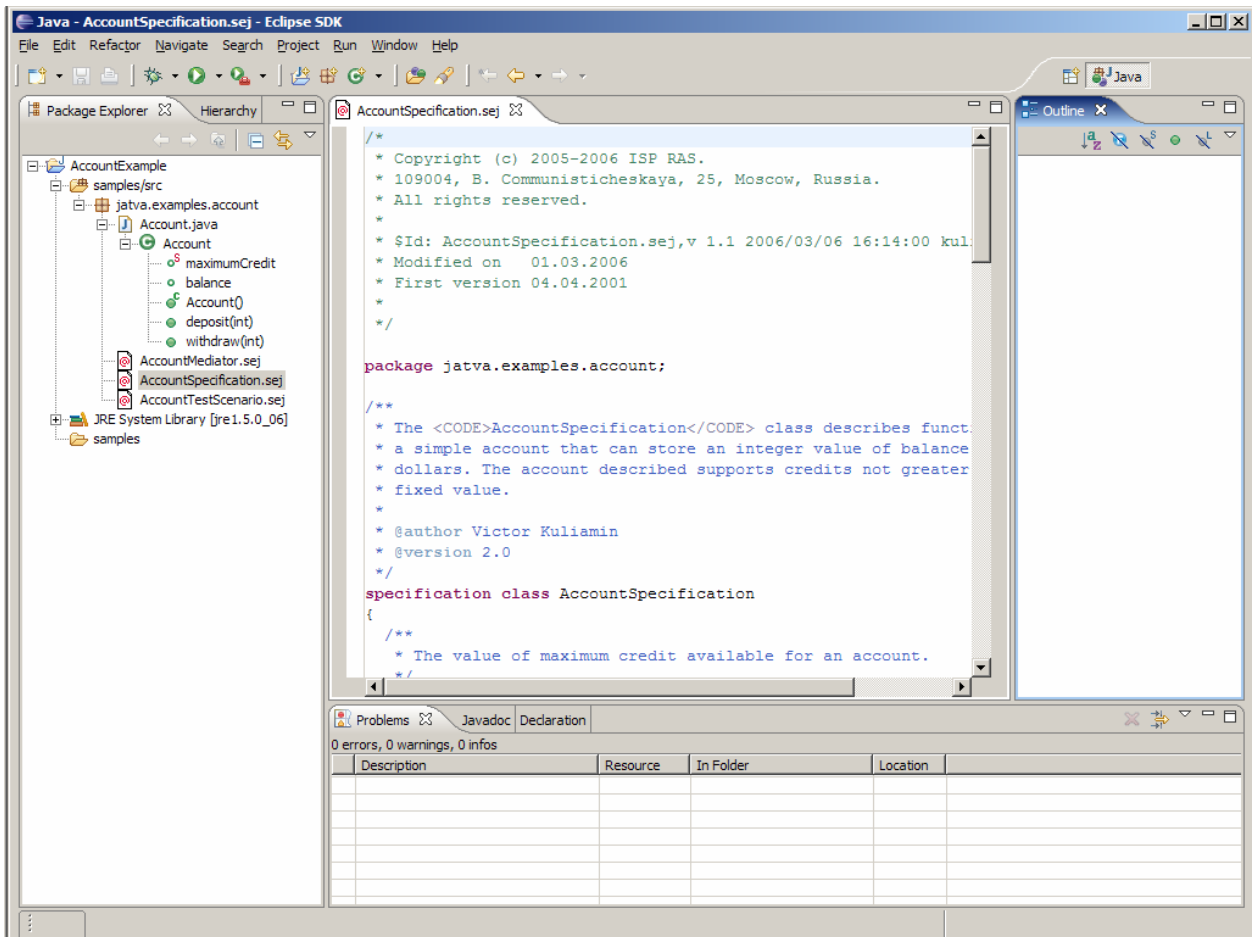 Java - AccountSpecification.sej - Eclipse SDK
File Edit Refactor Navigate Search Project Run Window Help
Java
Package Explorer Hierarchy
AccountExample
samples/src
jatva.examples.account
Account.java
Account
maximumCredit
balance
Account()
deposit(int)
withdraw(int)
AccountMediator.sej
AccountSpecification.sej
AccountTestScenario.sej
JRE System Library [jre1.5.0_06]
samples
AccountSpecification.sej
/*
* Copyright (c) 2005-2006 ISP RAS.
* 109004, B. Communisticheskaya, 25, Moscow, Russia.
* All rights reserved.
*
* $Id: AccountSpecification.sej,v 1.1 2006/03/06 16:14:00 kul
* Modified on 01.03.2006
* First version 04.04.2001
*
*/
package jatva.examples.account;
/**
* The <CODE>AccountSpecification</CODE> class describes funct
* a simple account that can store an integer value of balance
* dollars. The account described supports credits not greater
* fixed value.
*
* @author Victor Kuliamin
* @version 2.0
*/
specification class AccountSpecification
{
/**
* The value of maximum credit available for an account.
*/
Outline
Problems Javadoc Declaration
0 errors, 0 warnings, 0 infos
Description Resource In Folder Location